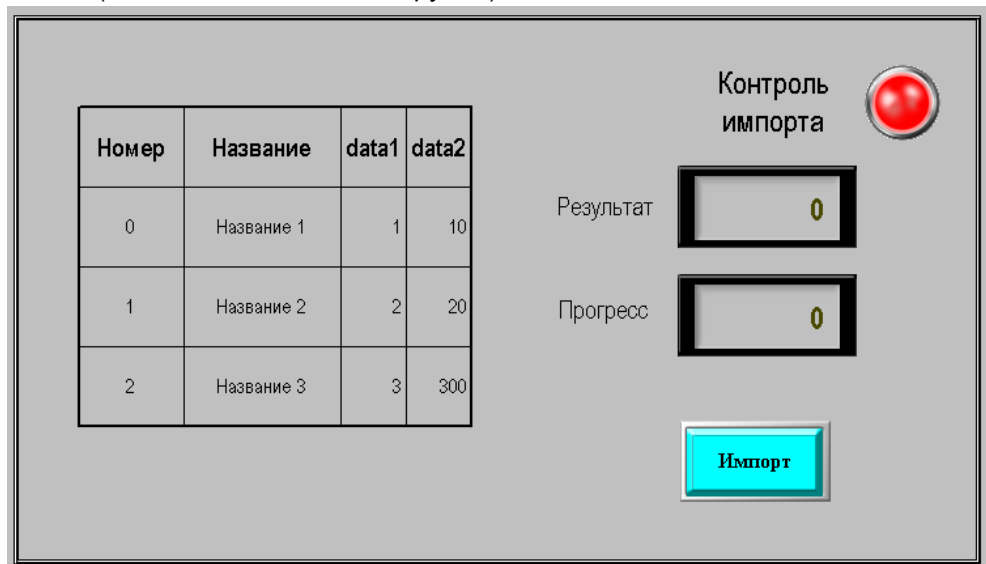 Контроль
импорта
Номер Название data1 data2
0 Название 1 1 10
1 Название 2 2 20
2 Название 3 3 300
Результат 0
Прогресс 0
Импорт